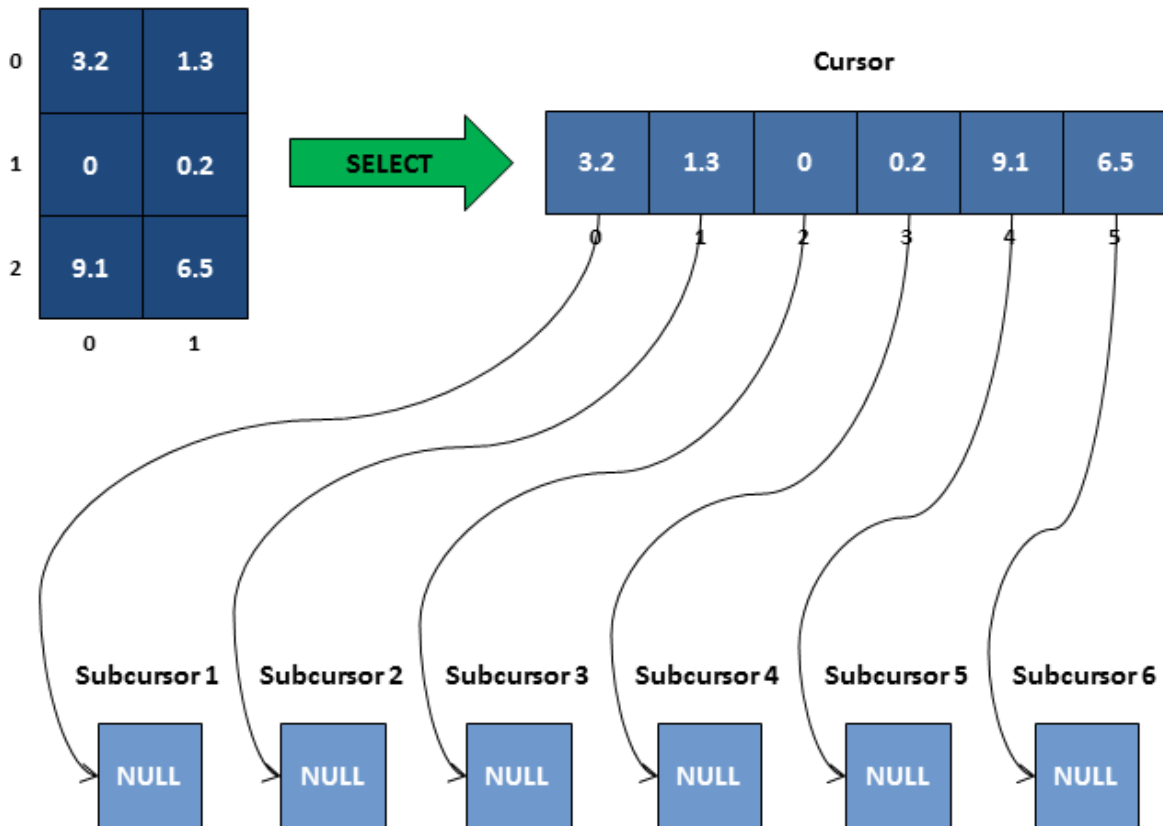 0 3.2 1.3
Cursor
1 0 0.2
SELECT
3.2 1.3 0 0.2 9.1 6.5
0 1 2 3 4 5
2 9.1 6.5
0 1
Subcursor 1 Subcursor 2 Subcursor 3 Subcursor 4 Subcursor 5 Subcursor 6
NULL NULL NULL NULL NULL NULL